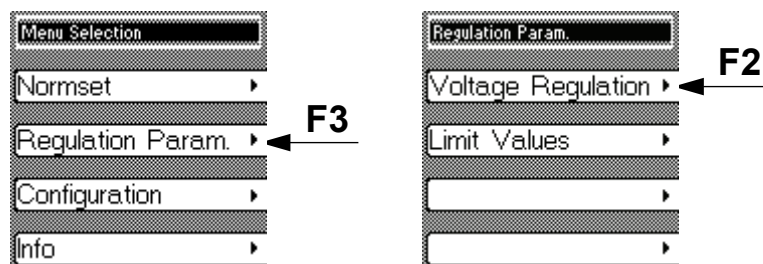 Menu Selection
Normset
Regulation Param.
F3
Configuration
Info
Regulation Param.
Voltage Regulation
F2
Limit Values